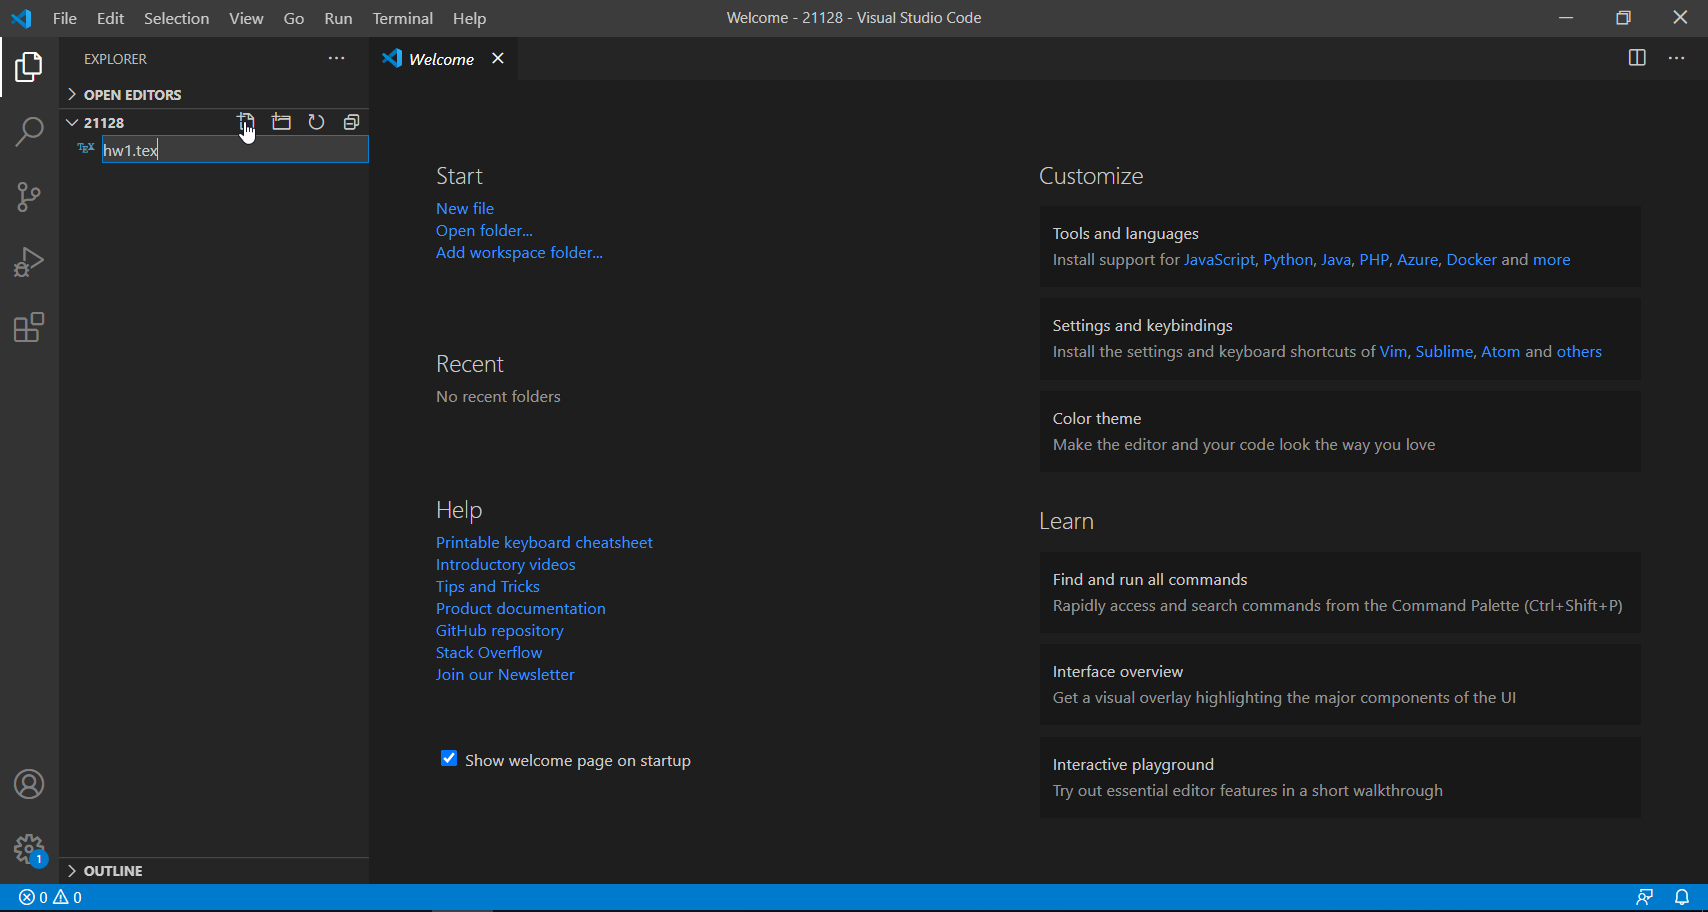 File Edit Selection View Go Run Terminal Help
Welcome - 21128 - Visual Studio Code
EXPLORER
OPEN EDITORS
21128
TEX hw1.tex
OUTLINE
Welcome
Start
New file
Open folder...
Add workspace folder...
Recent
No recent folders
Help
Printable keyboard cheatsheet
Introductory videos
Tips and Tricks
Product documentation
GitHub repository
Stack Overflow
Join our Newsletter
Show welcome page on startup
Customize
Tools and languages
Install support for JavaScript, Python, Java, PHP, Azure, Docker and more
Settings and keybindings
Install the settings and keyboard shortcuts of Vim, Sublime, Atom and others
Color theme
Make the editor and your code look the way you love
Learn
Find and run all commands
Rapidly access and search commands from the Command Palette (Ctrl+Shift+P)
Interface overview
Get a visual overlay highlighting the major components of the UI
Interactive playground
Try out essential editor features in a short walkthrough
1
0 0